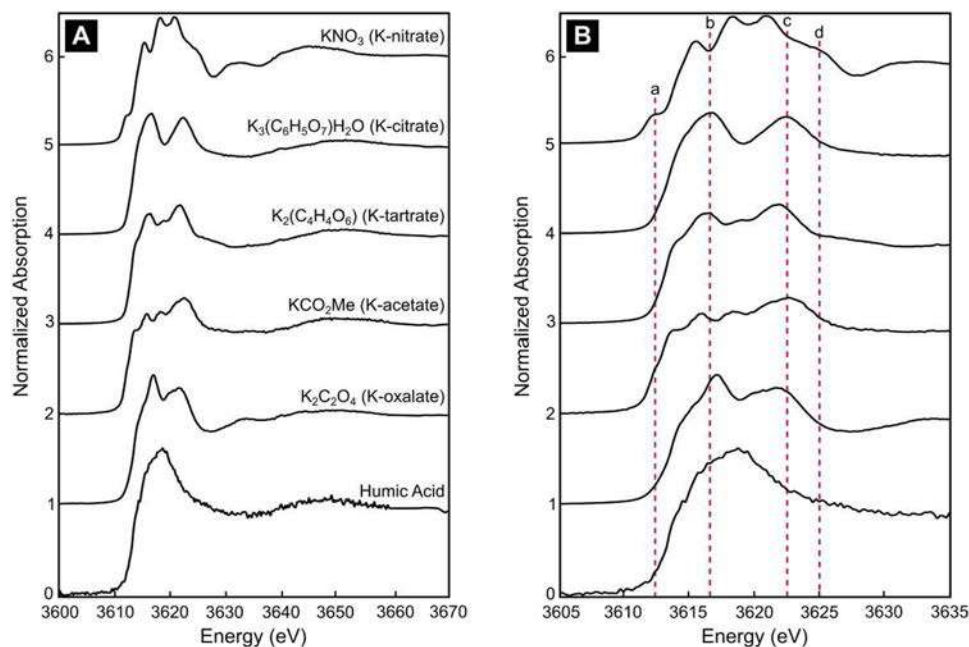 A
KNO₃ (K-nitrate)
K₃(C₆H₅O₇)H₂O (K-citrate)
K₂(C₄H₄O₆) (K-tartrate)
KCO₂Me (K-acetate)
K₂C₂O₄ (K-oxalate)
Humic Acid
Normalized Absorption
6
5
4
3
2
1
0
3600 3610 3620 3630 3640 3650 3660 3670
Energy (eV)
B
a
b
c
d
Normalized Absorption
6
5
4
3
2
1
0
3605 3610 3615 3620 3625 3630 3635
Energy (eV)